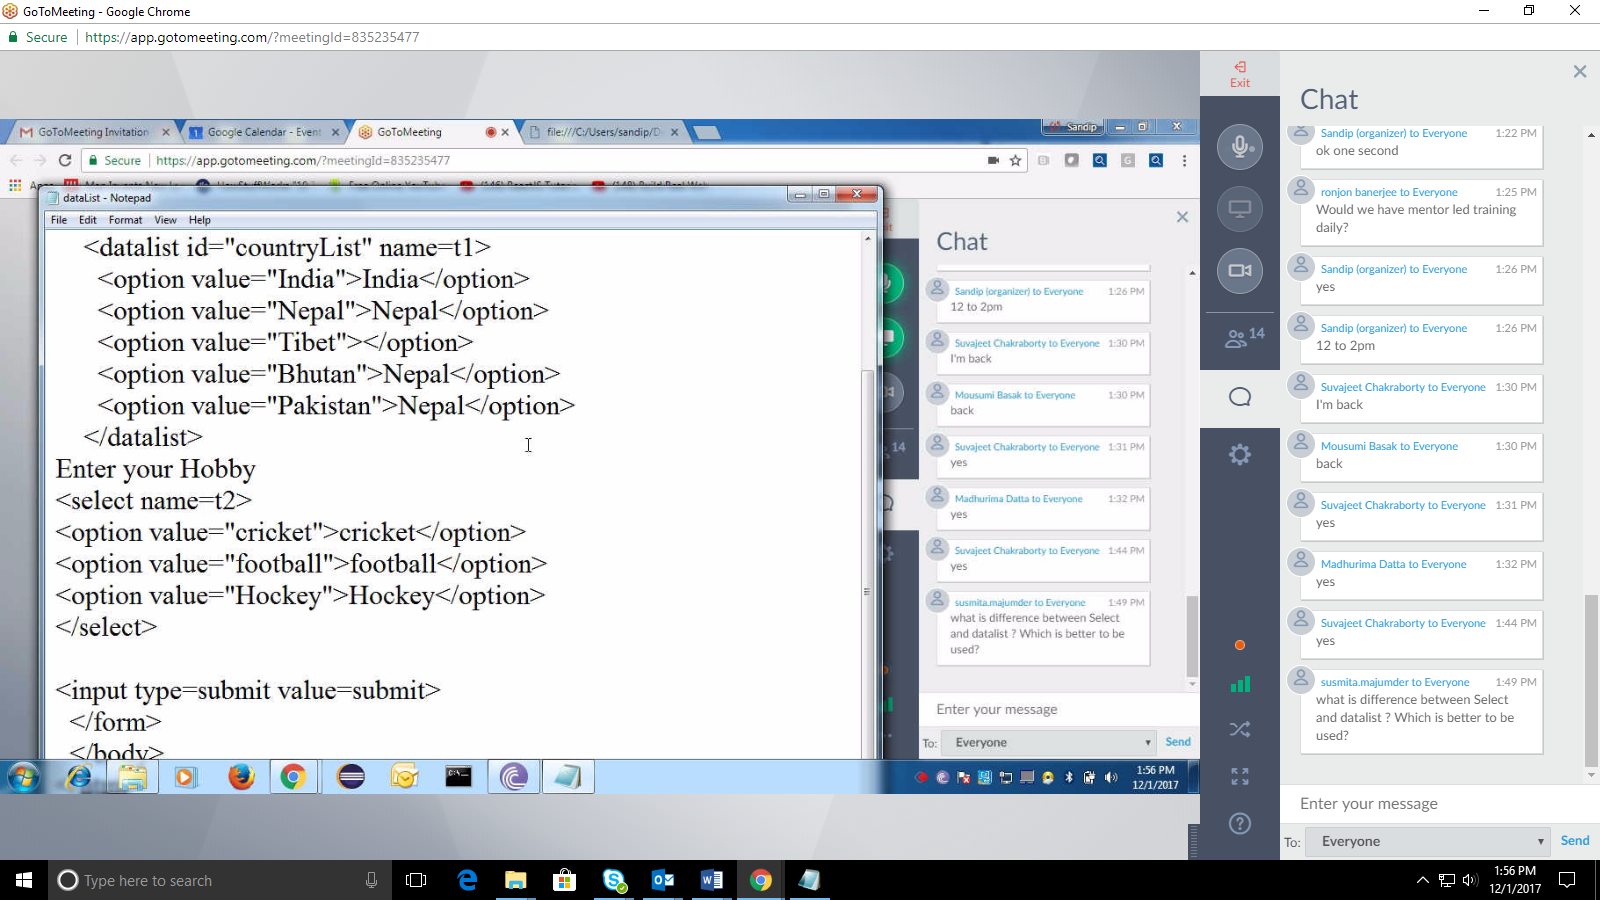 GoToMeeting - Google Chrome
Secure https://app.gotomeeting.com/?meetingId=835235477
GoToMeeting Invitation
Google Calendar - Event
GoToMeeting
file:///C:/Users/sandip/D
Sandip
Secure https://app.gotomeeting.com/?meetingId=835235477
dataList - Notepad
File Edit Format View Help
<datalist id="countryList" name=t1>
<option value="India">India</option>
<option value="Nepal">Nepal</option>
<option value="Tibet"></option>
<option value="Bhutan">Nepal</option>
<option value="Pakistan">Nepal</option>
</datalist>
Enter your Hobby
<select name=t2>
<option value="cricket">cricket</option>
<option value="football">football</option>
<option value="Hockey">Hockey</option>
</select>
<input type=submit value=submit>
</form>
</body>
14
Chat
Sandip (organizer) to Everyone 1:26 PM
12 to 2pm
Suvajeet Chakraborty to Everyone 1:30 PM
I'm back
Mousumi Basak to Everyone 1:30 PM
back
Suvajeet Chakraborty to Everyone 1:31 PM
yes
Madhurima Datta to Everyone 1:32 PM
yes
Suvajeet Chakraborty to Everyone 1:44 PM
yes
susmita.majumder to Everyone 1:49 PM
what is difference between Select
and datalist ? Which is better to be
used?
Enter your message
To: Everyone Send
1:56 PM
12/1/2017
Exit
14
Chat
Sandip (organizer) to Everyone 1:22 PM
ok one second
ronjon banerjee to Everyone 1:25 PM
Would we have mentor led training
daily?
Sandip (organizer) to Everyone 1:26 PM
yes
Sandip (organizer) to Everyone 1:26 PM
12 to 2pm
Suvajeet Chakraborty to Everyone 1:30 PM
I'm back
Mousumi Basak to Everyone 1:30 PM
back
Suvajeet Chakraborty to Everyone 1:31 PM
yes
Madhurima Datta to Everyone 1:32 PM
yes
Suvajeet Chakraborty to Everyone 1:44 PM
yes
susmita.majumder to Everyone 1:49 PM
what is difference between Select
and datalist ? Which is better to be
used?
Enter your message
To: Everyone Send
Type here to search
1:56 PM
12/1/2017